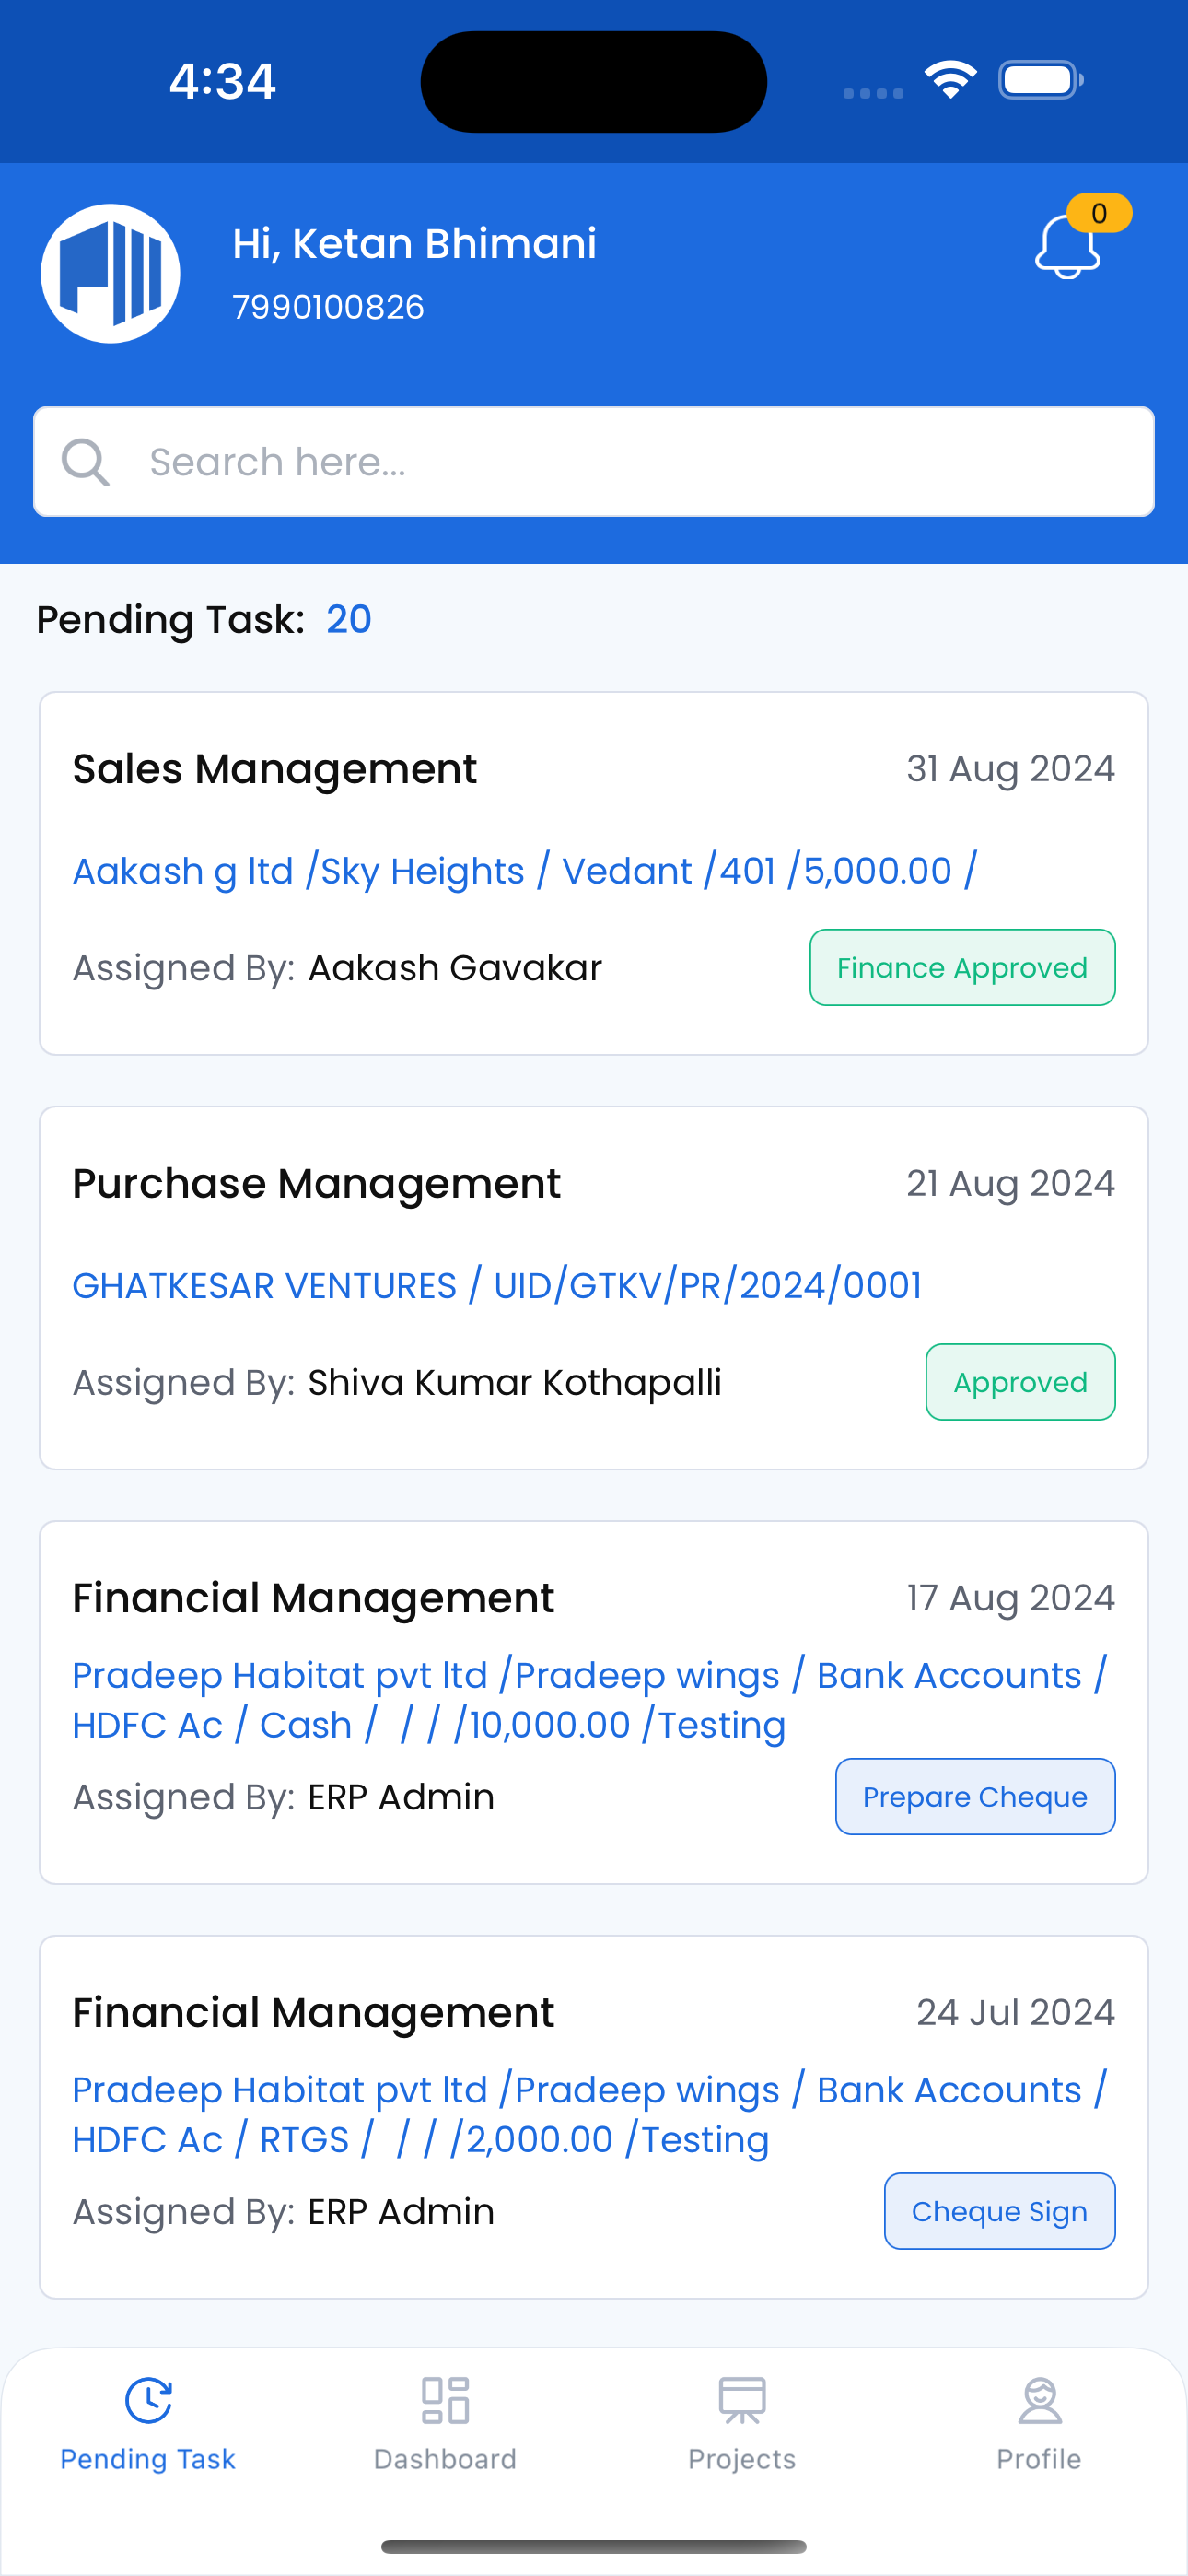 4:34
Hi, Ketan Bhimani
0
7990100826
Search here...
Pending Task: 20
Sales Management
31 Aug 2024
Aakash g ltd /Sky Heights / Vedant /401 /5,000.00 /
Assigned By: Aakash Gavakar
Finance Approved
Purchase Management
21 Aug 2024
GHATKESAR VENTURES / UID/GTKV/PR/2024/0001
Assigned By: Shiva Kumar Kothapalli
Approved
Financial Management
17 Aug 2024
Pradeep Habitat pvt ltd /Pradeep wings / Bank Accounts /
HDFC Ac / Cash /  / / /10,000.00 /Testing
Assigned By: ERP Admin
Prepare Cheque
Financial Management
24 Jul 2024
Pradeep Habitat pvt ltd /Pradeep wings / Bank Accounts /
HDFC Ac / RTGS /  / / /2,000.00 /Testing
Assigned By: ERP Admin
Cheque Sign
Pending Task
Dashboard
Projects
Profile